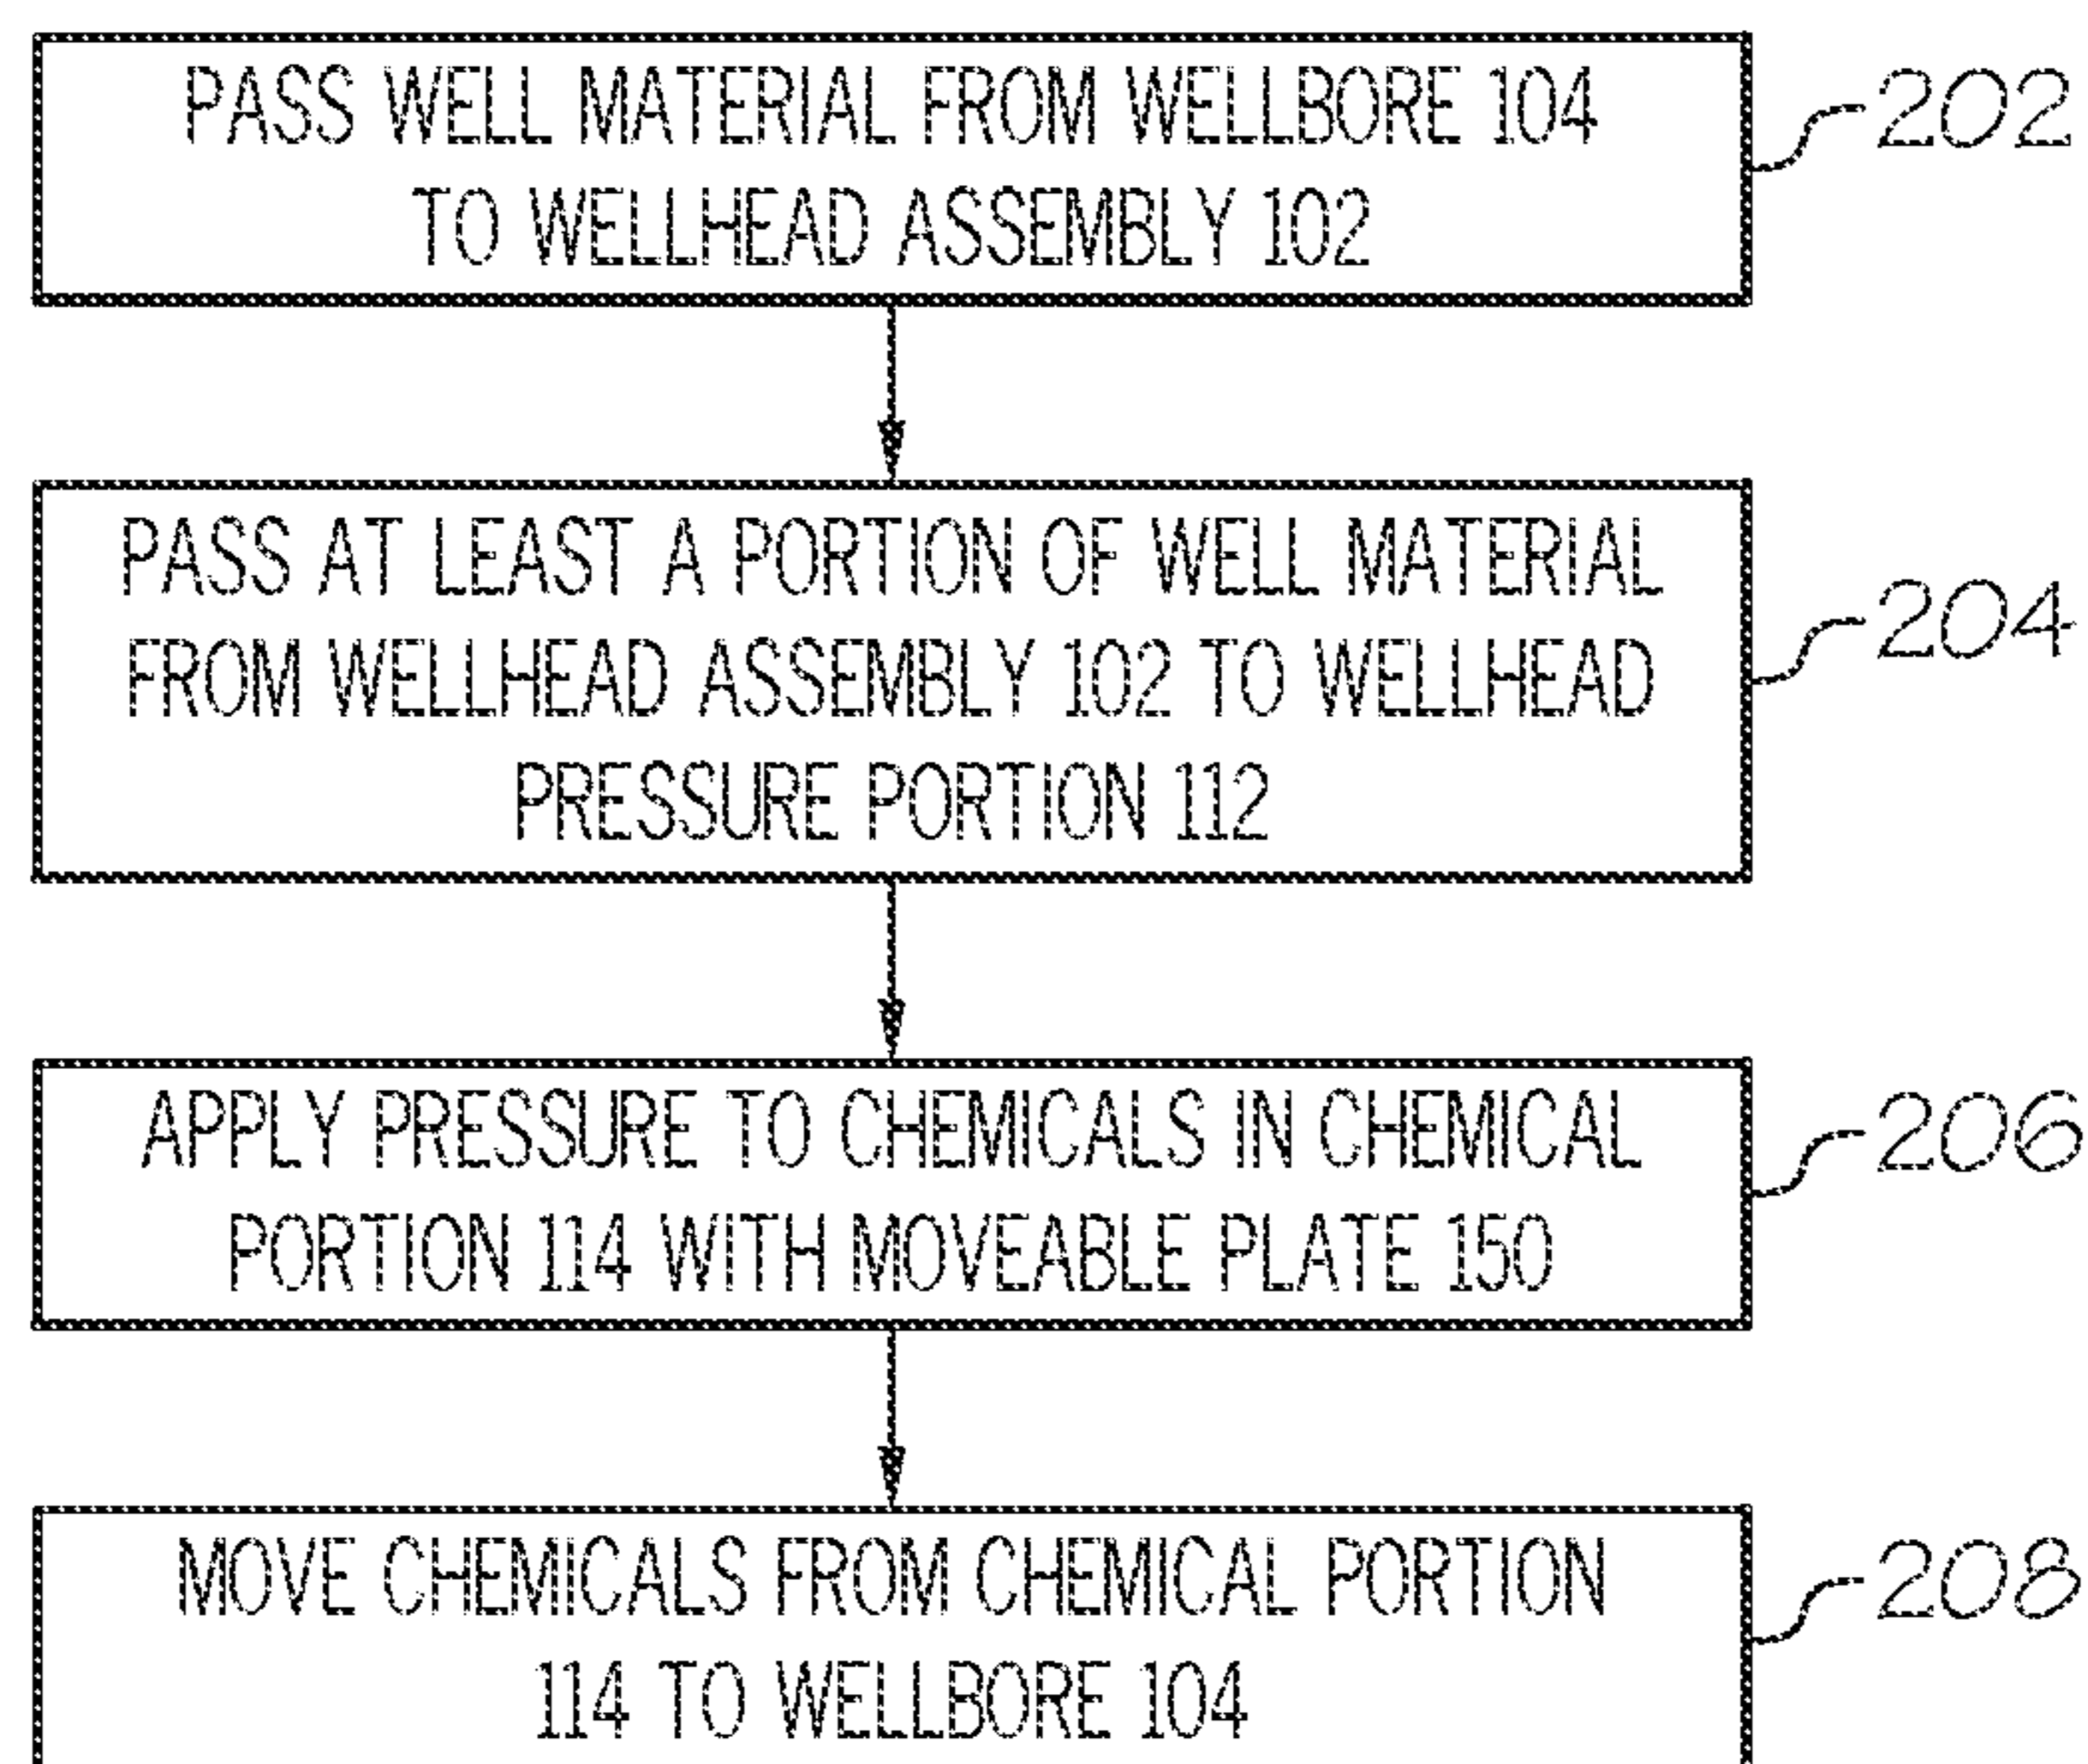 PASS WELL MATERIAL FROM WELLBORE 104
TO WELLHEAD ASSEMBLY 102
202
PASS AT LEAST A PORTION OF WELL MATERIAL
FROM WELLHEAD ASSEMBLY 102 TO WELLHEAD
PRESSURE PORTION 112
204
APPLY PRESSURE TO CHEMICALS IN CHEMICAL
PORTION 114 WITH MOVEABLE PLATE 150
206
MOVE CHEMICALS FROM CHEMICAL PORTION
114 TO WELLBORE 104
208